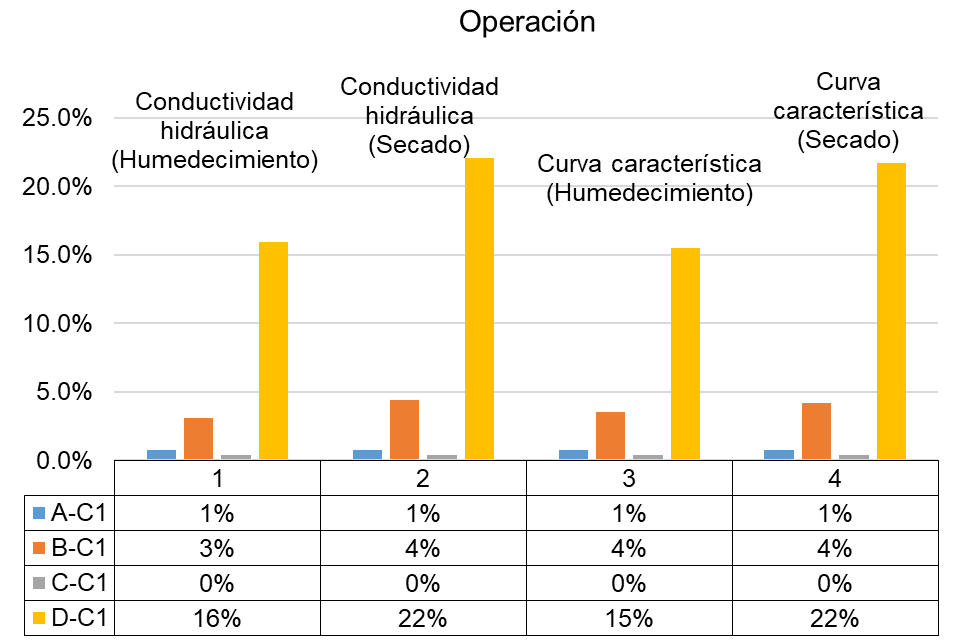 Operación
Conductividad
hidráulica
(Humedecimiento)
Conductividad
hidráulica
(Secado)
Curva característica
(Humedecimiento)
Curva
característica
(Secado)
25.0%
20.0%
15.0%
10.0%
5.0%
0.0%
1 2 3 4
A-C1 1% 1% 1% 1%
B-C1 3% 4% 4% 4%
C-C1 0% 0% 0% 0%
D-C1 16% 22% 15% 22%